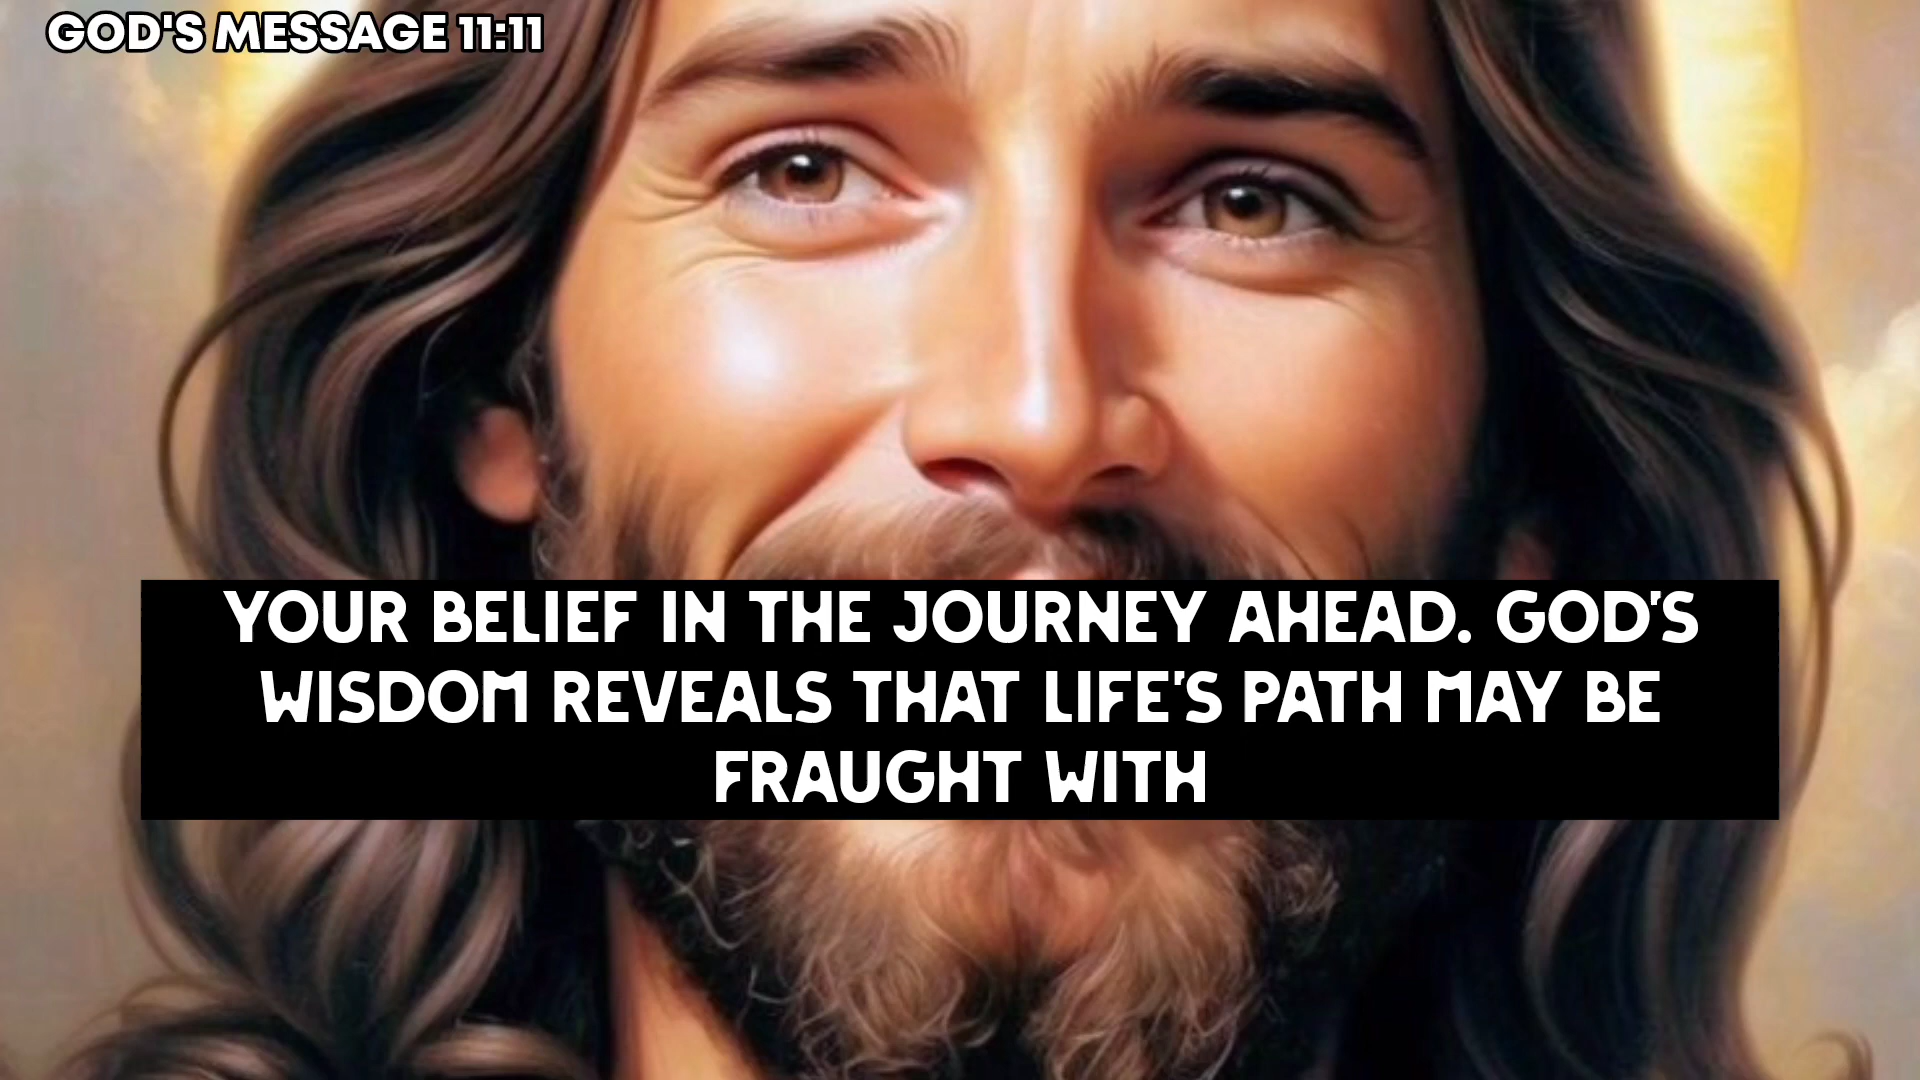 GOD'S MESSAGE 11:11
YOUR BELIEF IN THE JOURNEY AHEAD. GOD'S
WISDOM REVEALS THAT LIFE'S PATH MAY BE
FRAUGHT WITH